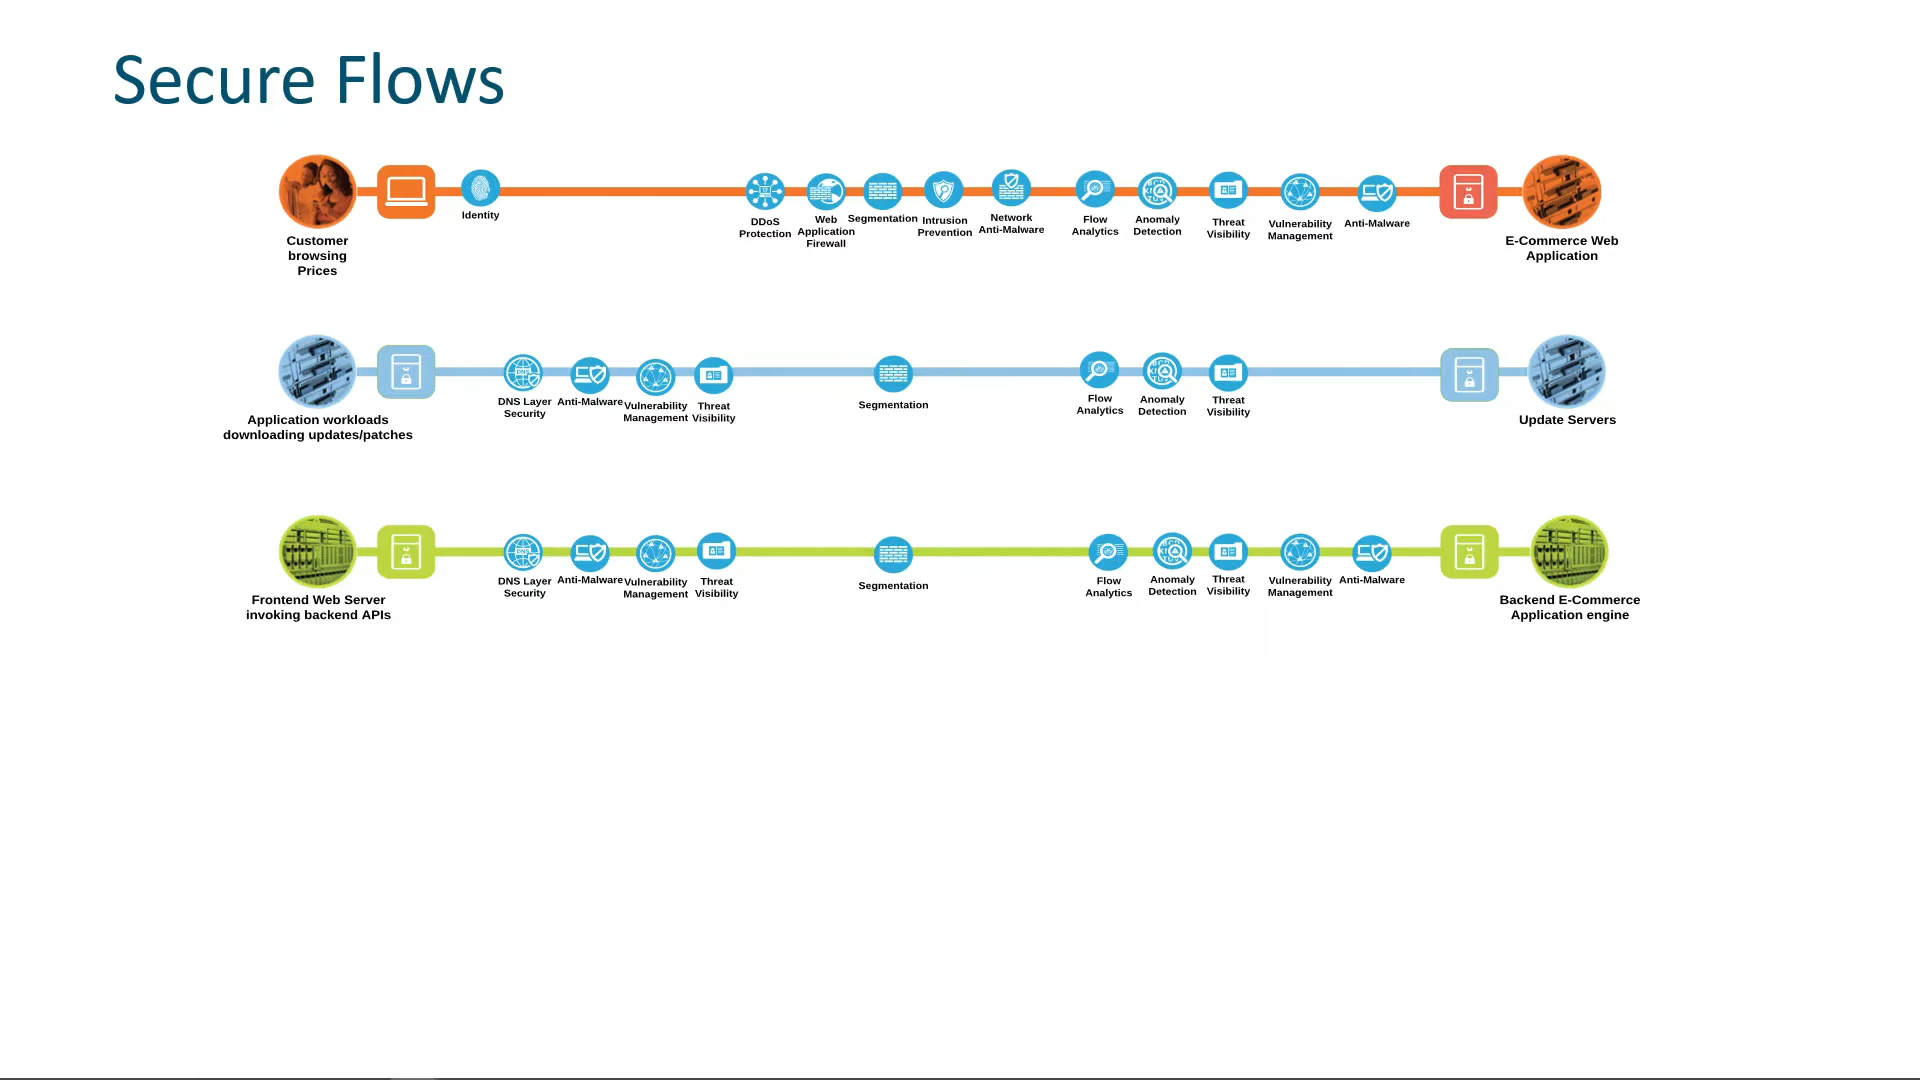 Secure Flows
Identity
DDoS
Protection
Web
Application
Firewall
Segmentation
Intrusion
Prevention
Network
Anti-Malware
Flow
Analytics
Anomaly
Detection
Threat
Visibility
Vulnerability
Management
Anti-Malware
Customer
browsing
Prices
E-Commerce Web
Application
DNS
DNS Layer
Security
Anti-Malware
Vulnerability
Management
Threat
Visibility
Segmentation
Flow
Analytics
Anomaly
Detection
Threat
Visibility
Application workloads
downloading updates/patches
Update Servers
DNS
DNS Layer
Security
Anti-Malware
Vulnerability
Management
Threat
Visibility
Segmentation
Flow
Analytics
Anomaly
Detection
Threat
Visibility
Vulnerability
Management
Anti-Malware
Frontend Web Server
invoking backend APIs
Backend E-Commerce
Application engine